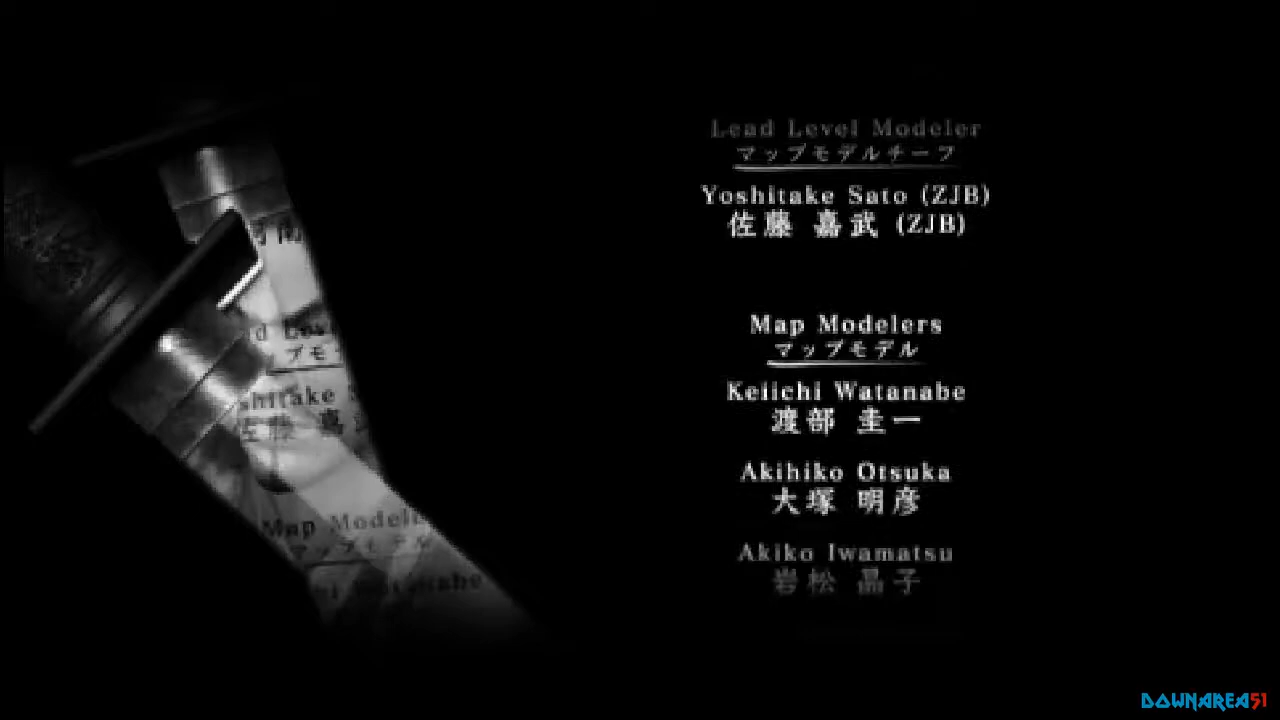 Lead Level Modeler
マップモデルチーフ
Yoshitake Sato (ZJB)
佐藤 嘉武 (ZJB)
Map Modelers
マップモデル
Keiichi Watanabe
渡部 圭一
Akihiko Otsuka
大塚 明彦
Akiko Iwamatsu
岩松 晶子
DOWNAREA51